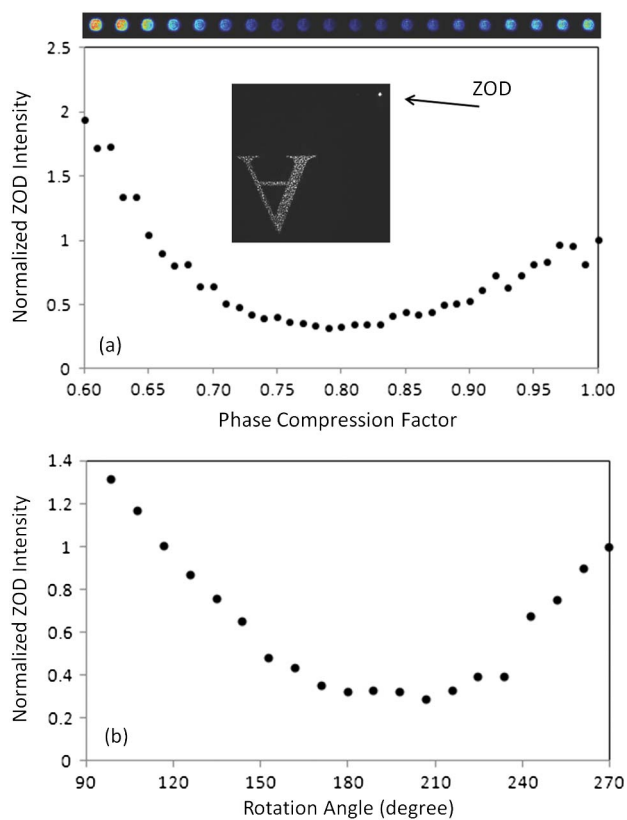 2.5
2
1.5
1
0.5
0
Normalized ZOD Intensity
ZOD
A
(a)
0.60 0.65 0.70 0.75 0.80 0.85 0.90 0.95 1.00
Phase Compression Factor
1.4
1.2
1
0.8
0.6
0.4
0.2
0
Normalized ZOD Intensity
(b)
90 120 150 180 210 240 270
Rotation Angle (degree)